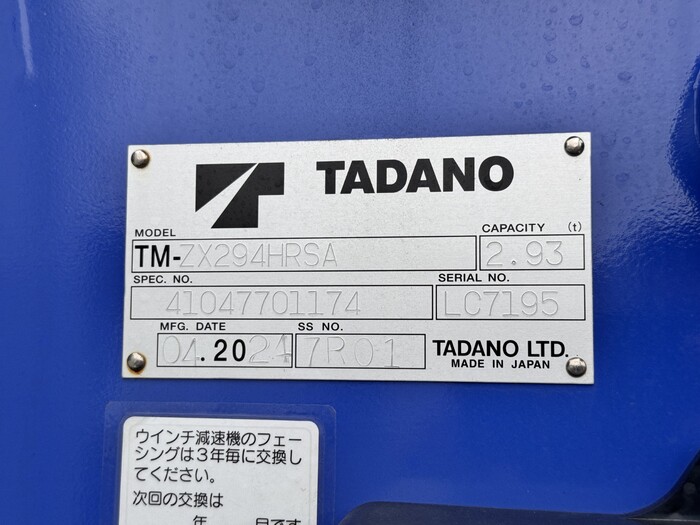 TADANO
MODEL
CAPACITY (t)
TM-ZX294HRSA
2.93
SPEC. NO.
SERIAL NO.
41047701174
LC7195
MFG. DATE
SS NO.
04.2024
7R01
TADANO LTD.
MADE IN JAPAN
ウインチ減速機のフェー
シングは3年毎に交換し
てください。
次回の交換は
年 月です